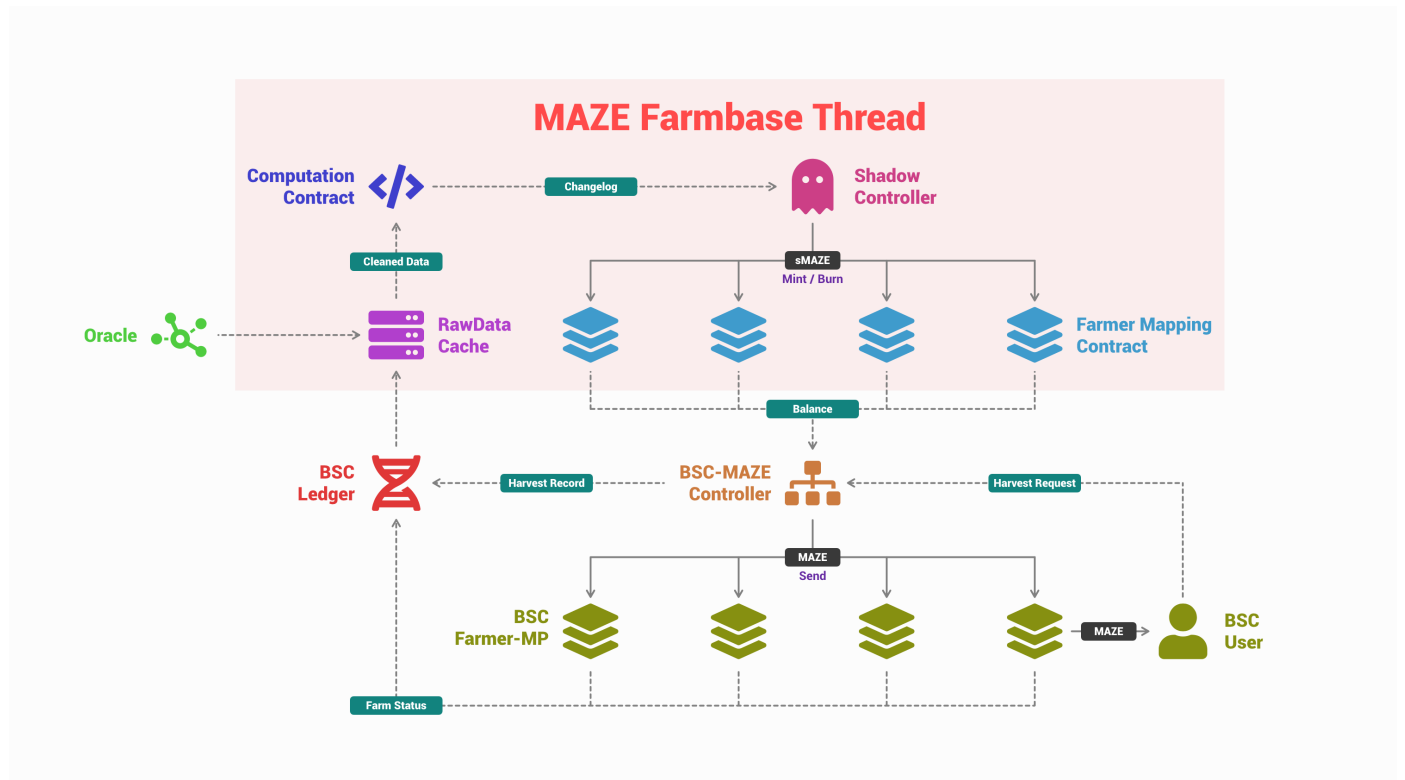 MAZE Farmbase Thread
Computation
Contract
Changelog
Shadow
Controller
Cleaned Data
sMAZE
Mint / Burn
Oracle
RawData
Cache
Farmer Mapping
Contract
Balance
BSC
Ledger
Harvest Record
BSC-MAZE
Controller
Harvest Request
MAZE
Send
BSC
Farmer-MP
MAZE
BSC
User
Farm Status